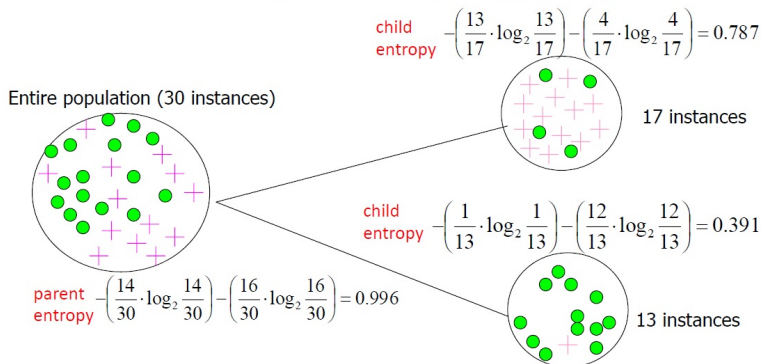 child entropy −(13/17 · log₂ 13/17) − (4/17 · log₂ 4/17) = 0.787
Entire population (30 instances)
17 instances
child entropy −(1/13 · log₂ 1/13) − (12/13 · log₂ 12/13) = 0.391
parent entropy −(14/30 · log₂ 14/30) − (16/30 · log₂ 16/30) = 0.996
13 instances